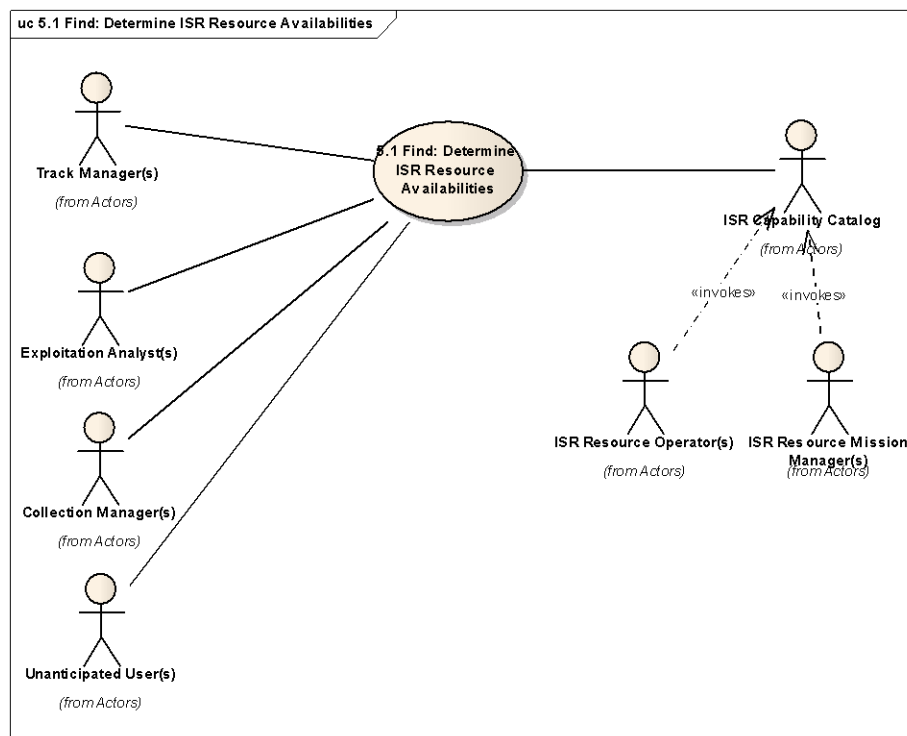 uc 5.1 Find: Determine ISR Resource Availabilities
Track Manager(s)
(from Actors)
5.1 Find: Determine
ISR Resource
Availabilities
ISR Capability Catalog
(from Actors)
Exploitation Analyst(s)
(from Actors)
«invokes»
«invokes»
ISR Resource Operator(s)
(from Actors)
ISR Resource Mission
Manager(s)
(from Actors)
Collection Manager(s)
(from Actors)
Unanticipated User(s)
(from Actors)